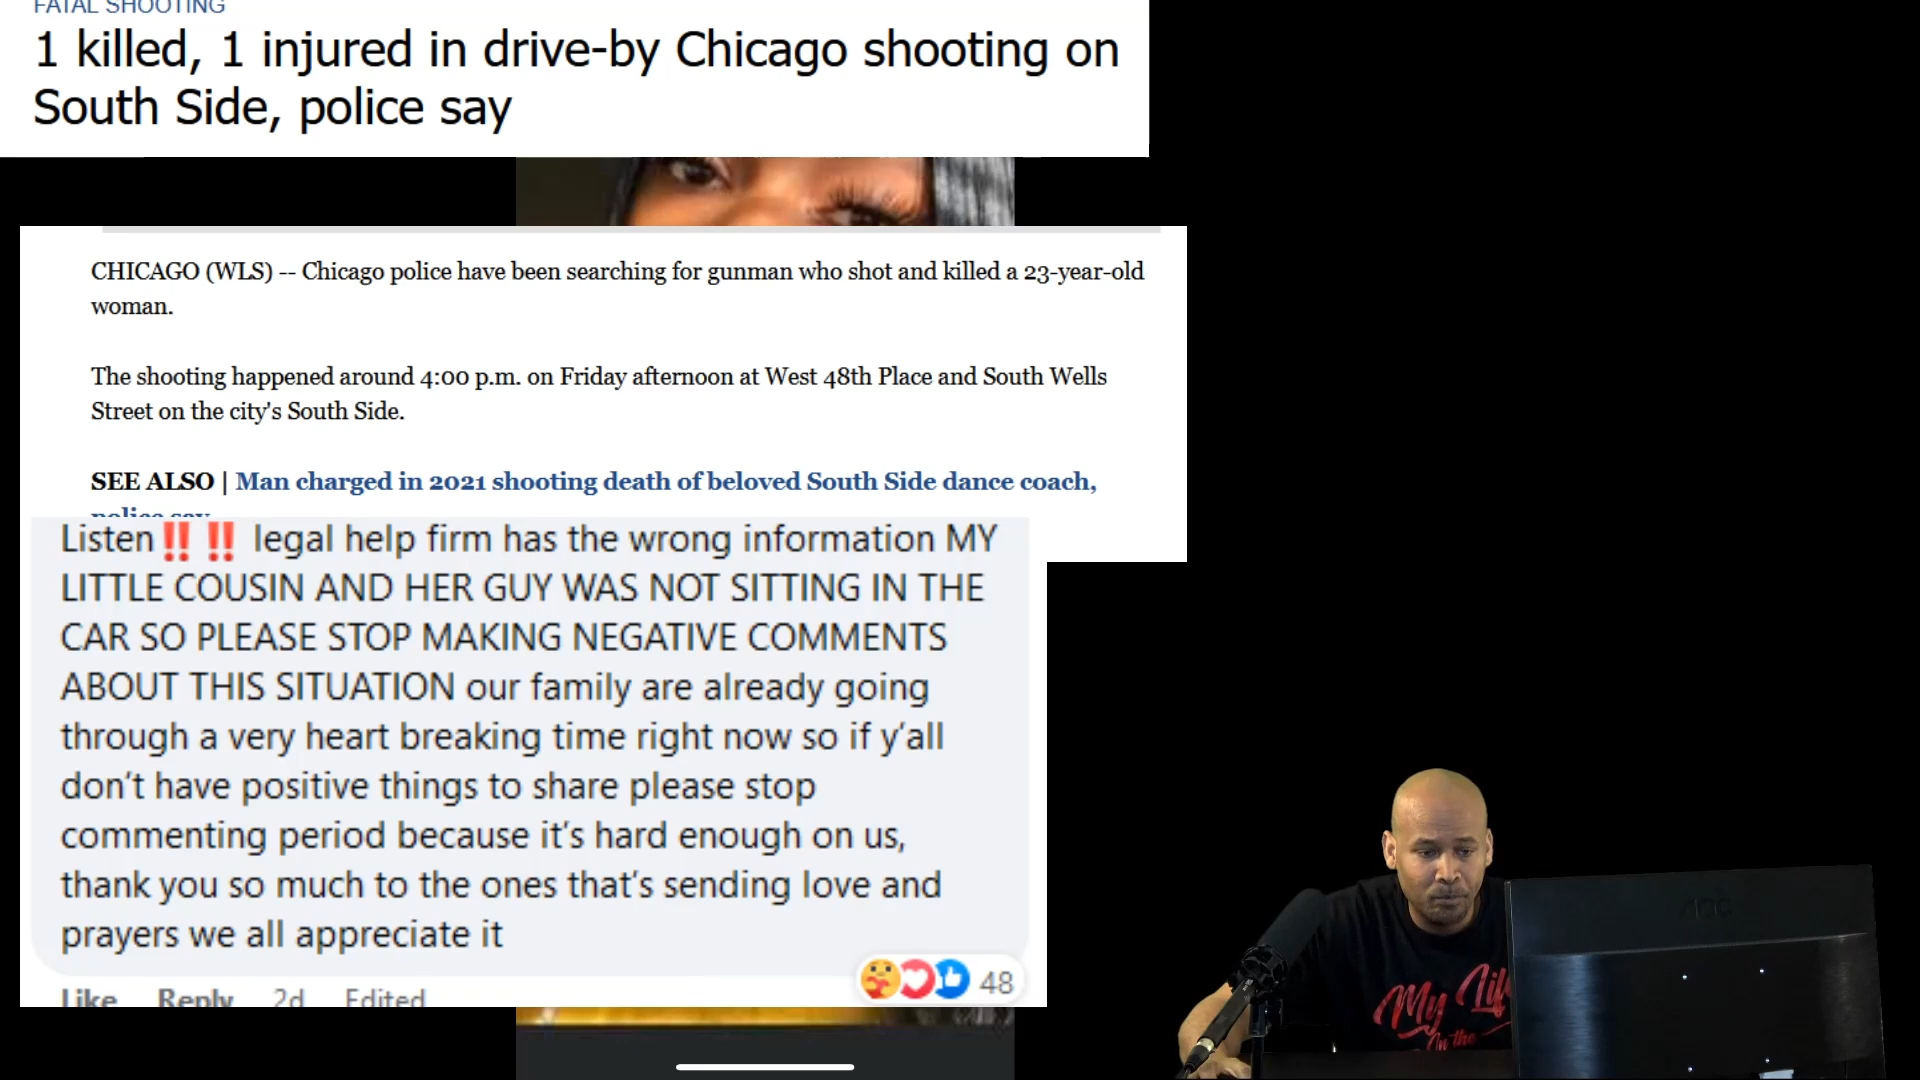 FATAL SHOOTING
1 killed, 1 injured in drive-by Chicago shooting on
South Side, police say
CHICAGO (WLS) -- Chicago police have been searching for gunman who shot and killed a 23-year-old
woman.
The shooting happened around 4:00 p.m. on Friday afternoon at West 48th Place and South Wells
Street on the city's South Side.
SEE ALSO | Man charged in 2021 shooting death of beloved South Side dance coach,
police say
Listen‼️ ‼️ legal help firm has the wrong information MY
LITTLE COUSIN AND HER GUY WAS NOT SITTING IN THE
CAR SO PLEASE STOP MAKING NEGATIVE COMMENTS
ABOUT THIS SITUATION our family are already going
through a very heart breaking time right now so if y'all
don't have positive things to share please stop
commenting period because it's hard enough on us,
thank you so much to the ones that's sending love and
prayers we all appreciate it
48
Like Reply 2d Edited
My Lif
In the
AOC